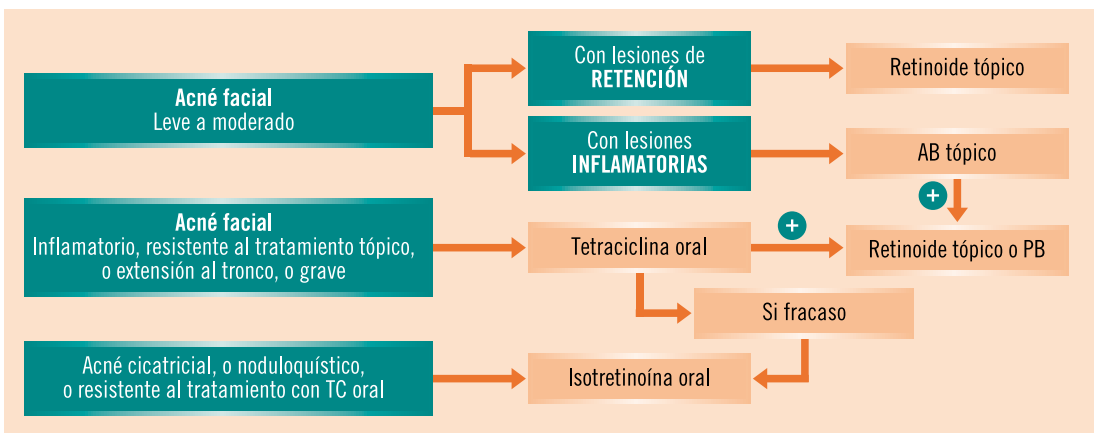 Acné facial
Leve a moderado
Con lesiones de
RETENCIÓN
Retinoide tópico
Con lesiones
INFLAMATORIAS
AB tópico
+
Acné facial
Inflamatorio, resistente al tratamiento tópico,
o extensión al tronco, o grave
Tetraciclina oral
+
Retinoide tópico o PB
Si fracaso
Acné cicatricial, o noduloquístico,
o resistente al tratamiento con TC oral
Isotretinoína oral